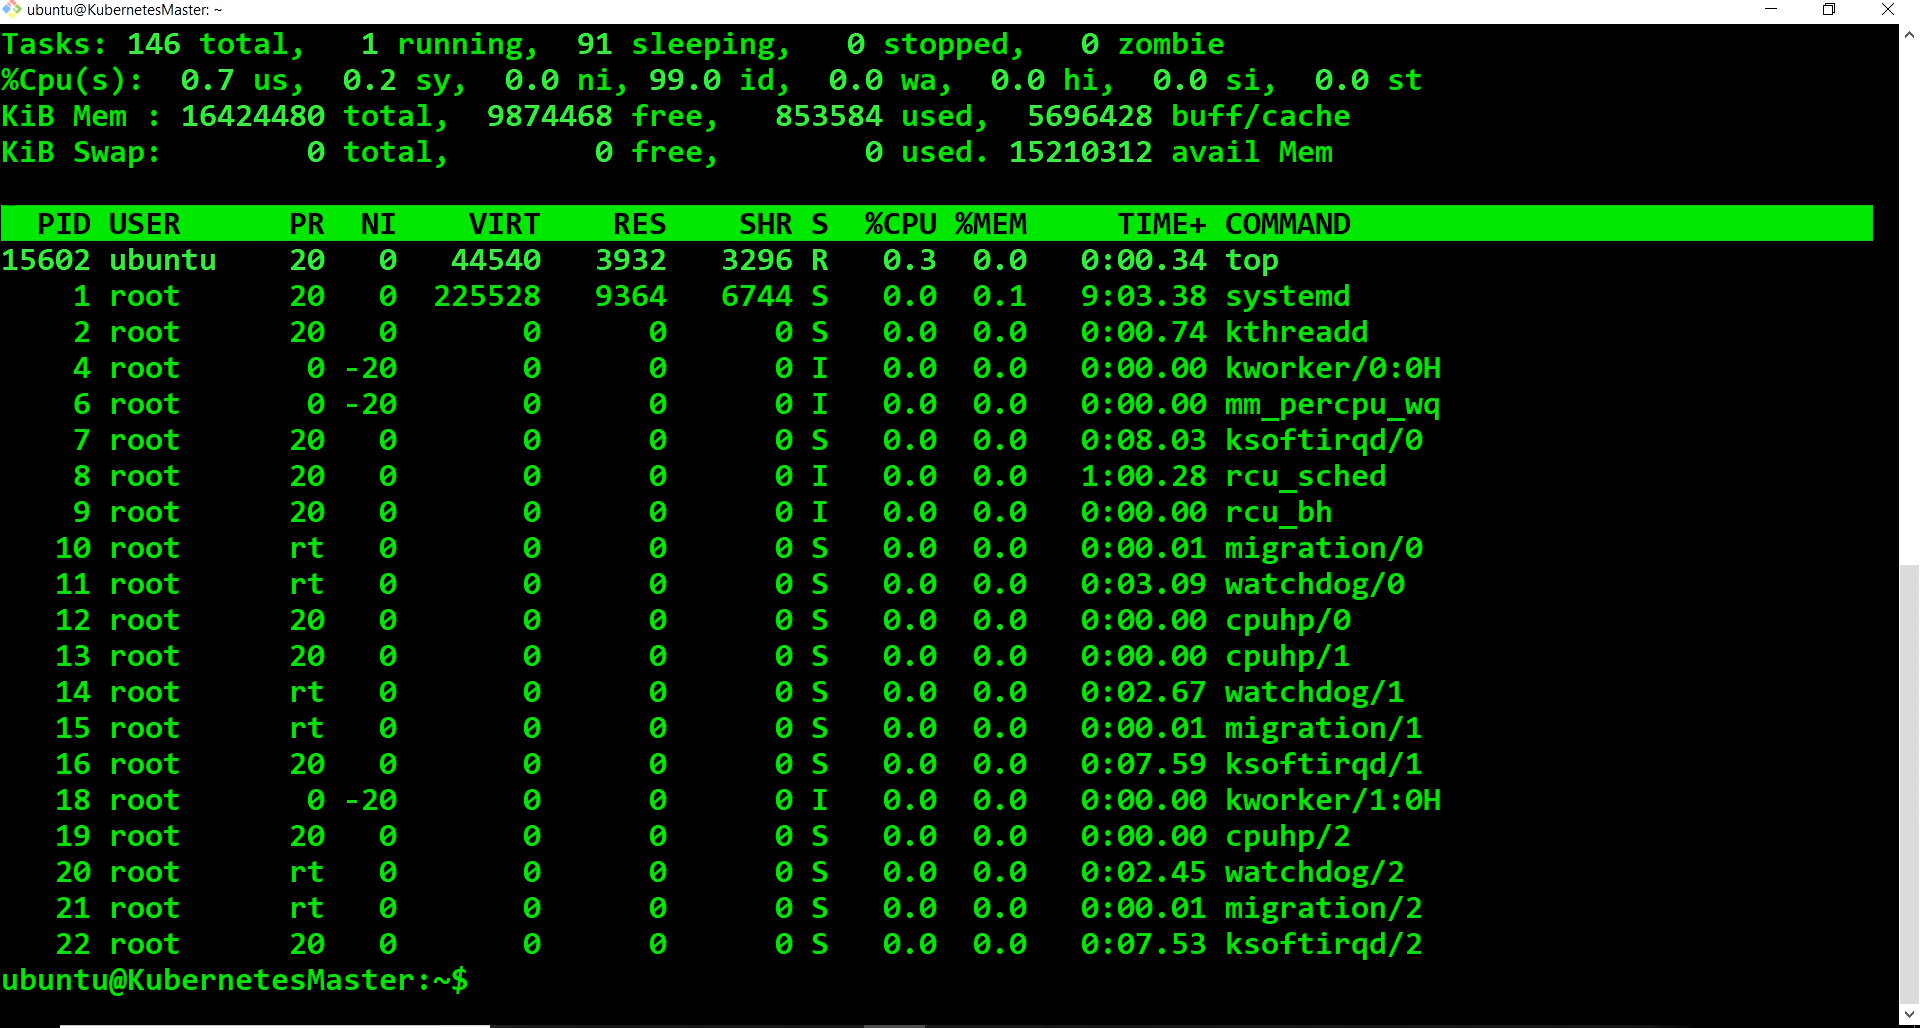 ubuntu@KubernetesMaster: ~
Tasks: 146 total,   1 running,  91 sleeping,   0 stopped,   0 zombie
%Cpu(s):  0.7 us,  0.2 sy,  0.0 ni, 99.0 id,  0.0 wa,  0.0 hi,  0.0 si,  0.0 st
KiB Mem : 16424480 total,  9874468 free,   853584 used,  5696428 buff/cache
KiB Swap:        0 total,        0 free,        0 used. 15210312 avail Mem
  PID USER      PR  NI    VIRT    RES    SHR S  %CPU %MEM     TIME+ COMMAND
15602 ubuntu    20   0   44540   3932   3296 R   0.3  0.0   0:00.34 top
    1 root      20   0  225528   9364   6744 S   0.0  0.1   9:03.38 systemd
    2 root      20   0       0      0      0 S   0.0  0.0   0:00.74 kthreadd
    4 root       0 -20       0      0      0 I   0.0  0.0   0:00.00 kworker/0:0H
    6 root       0 -20       0      0      0 I   0.0  0.0   0:00.00 mm_percpu_wq
    7 root      20   0       0      0      0 S   0.0  0.0   0:08.03 ksoftirqd/0
    8 root      20   0       0      0      0 I   0.0  0.0   1:00.28 rcu_sched
    9 root      20   0       0      0      0 I   0.0  0.0   0:00.00 rcu_bh
   10 root      rt   0       0      0      0 S   0.0  0.0   0:00.01 migration/0
   11 root      rt   0       0      0      0 S   0.0  0.0   0:03.09 watchdog/0
   12 root      20   0       0      0      0 S   0.0  0.0   0:00.00 cpuhp/0
   13 root      20   0       0      0      0 S   0.0  0.0   0:00.00 cpuhp/1
   14 root      rt   0       0      0      0 S   0.0  0.0   0:02.67 watchdog/1
   15 root      rt   0       0      0      0 S   0.0  0.0   0:00.01 migration/1
   16 root      20   0       0      0      0 S   0.0  0.0   0:07.59 ksoftirqd/1
   18 root       0 -20       0      0      0 I   0.0  0.0   0:00.00 kworker/1:0H
   19 root      20   0       0      0      0 S   0.0  0.0   0:00.00 cpuhp/2
   20 root      rt   0       0      0      0 S   0.0  0.0   0:02.45 watchdog/2
   21 root      rt   0       0      0      0 S   0.0  0.0   0:00.01 migration/2
   22 root      20   0       0      0      0 S   0.0  0.0   0:07.53 ksoftirqd/2
ubuntu@KubernetesMaster:~$